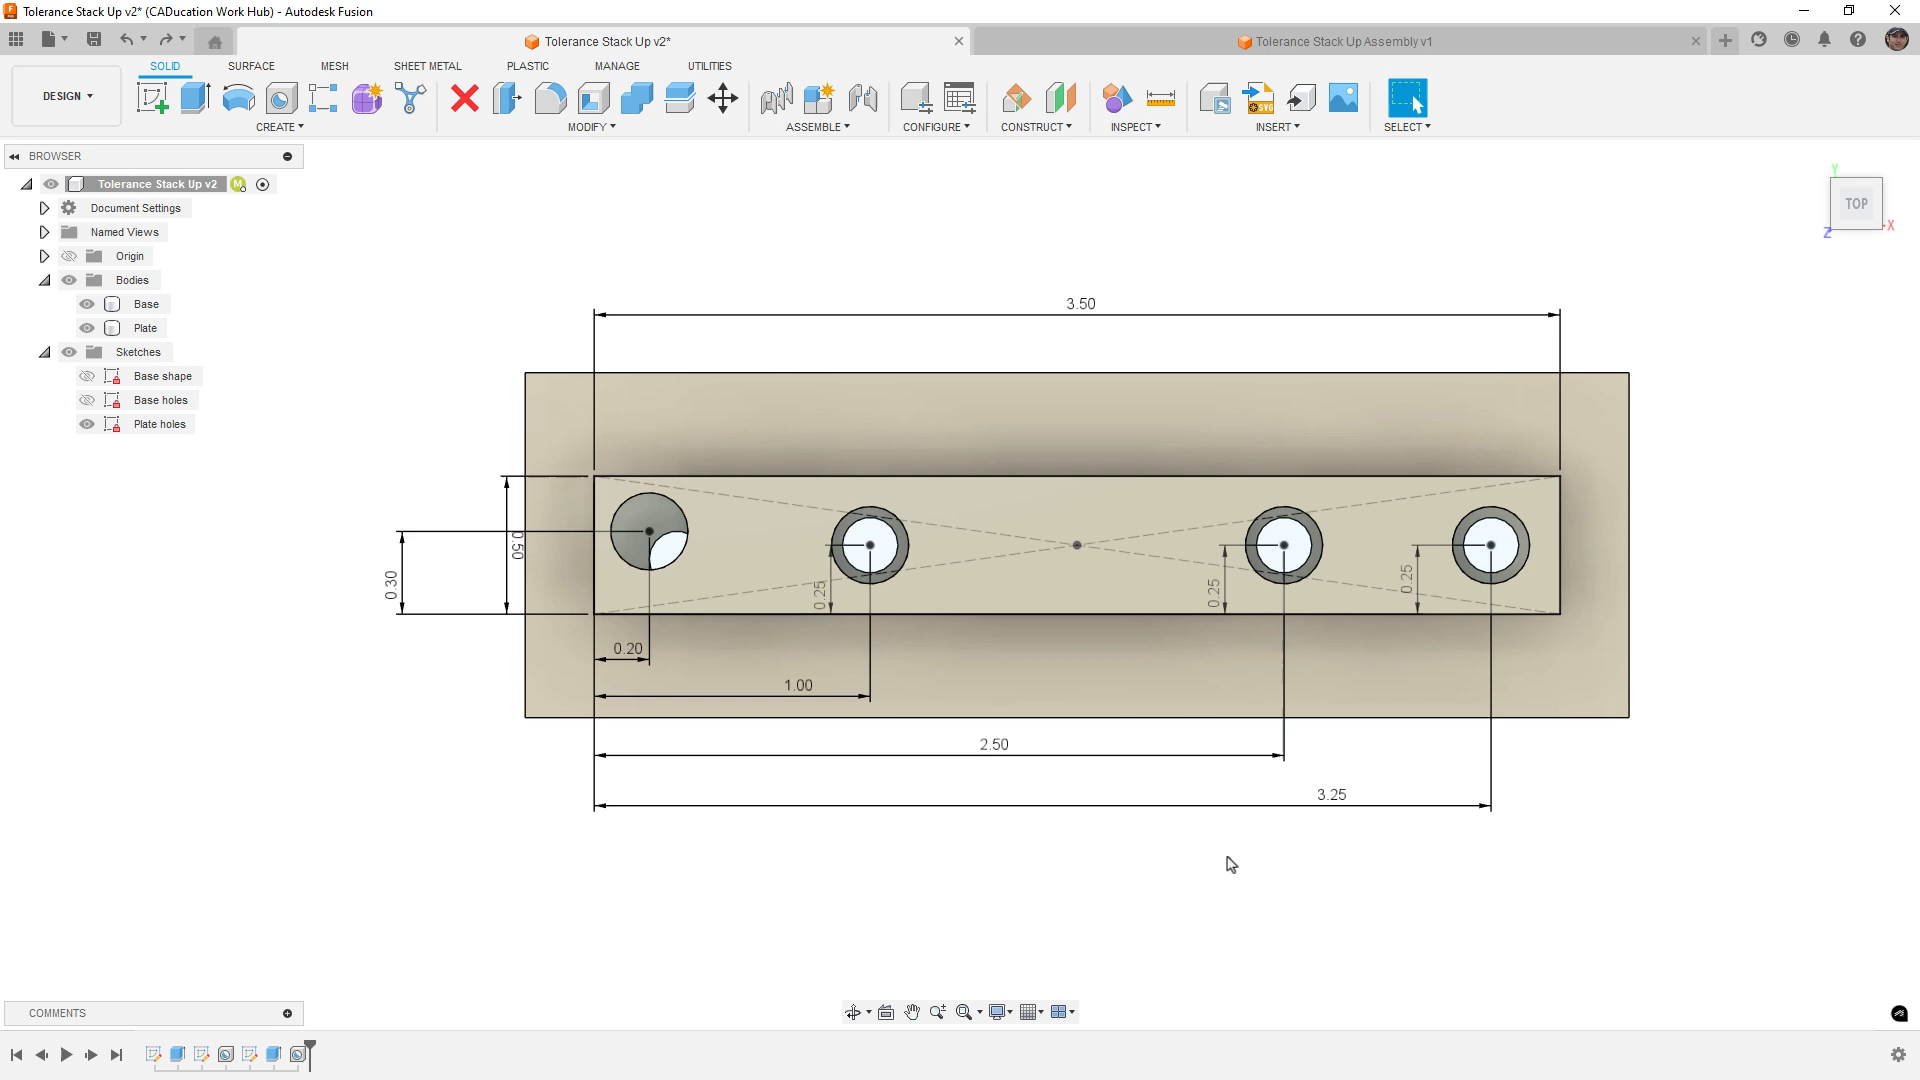 Tolerance Stack Up v2* (CADucation Work Hub) - Autodesk Fusion
Tolerance Stack Up v2*
Tolerance Stack Up Assembly v1
SOLID SURFACE MESH SHEET METAL PLASTIC MANAGE UTILITIES
DESIGN
CREATE MODIFY ASSEMBLE CONFIGURE CONSTRUCT INSPECT INSERT SELECT
BROWSER
Tolerance Stack Up v2
M
Document Settings
Named Views
Origin
Bodies
Base
Plate
Sketches
Base shape
Base holes
Plate holes
Y
TOP
X
Z
3.50
0.50
0.30
0.25
0.25
0.25
0.20
1.00
2.50
3.25
COMMENTS